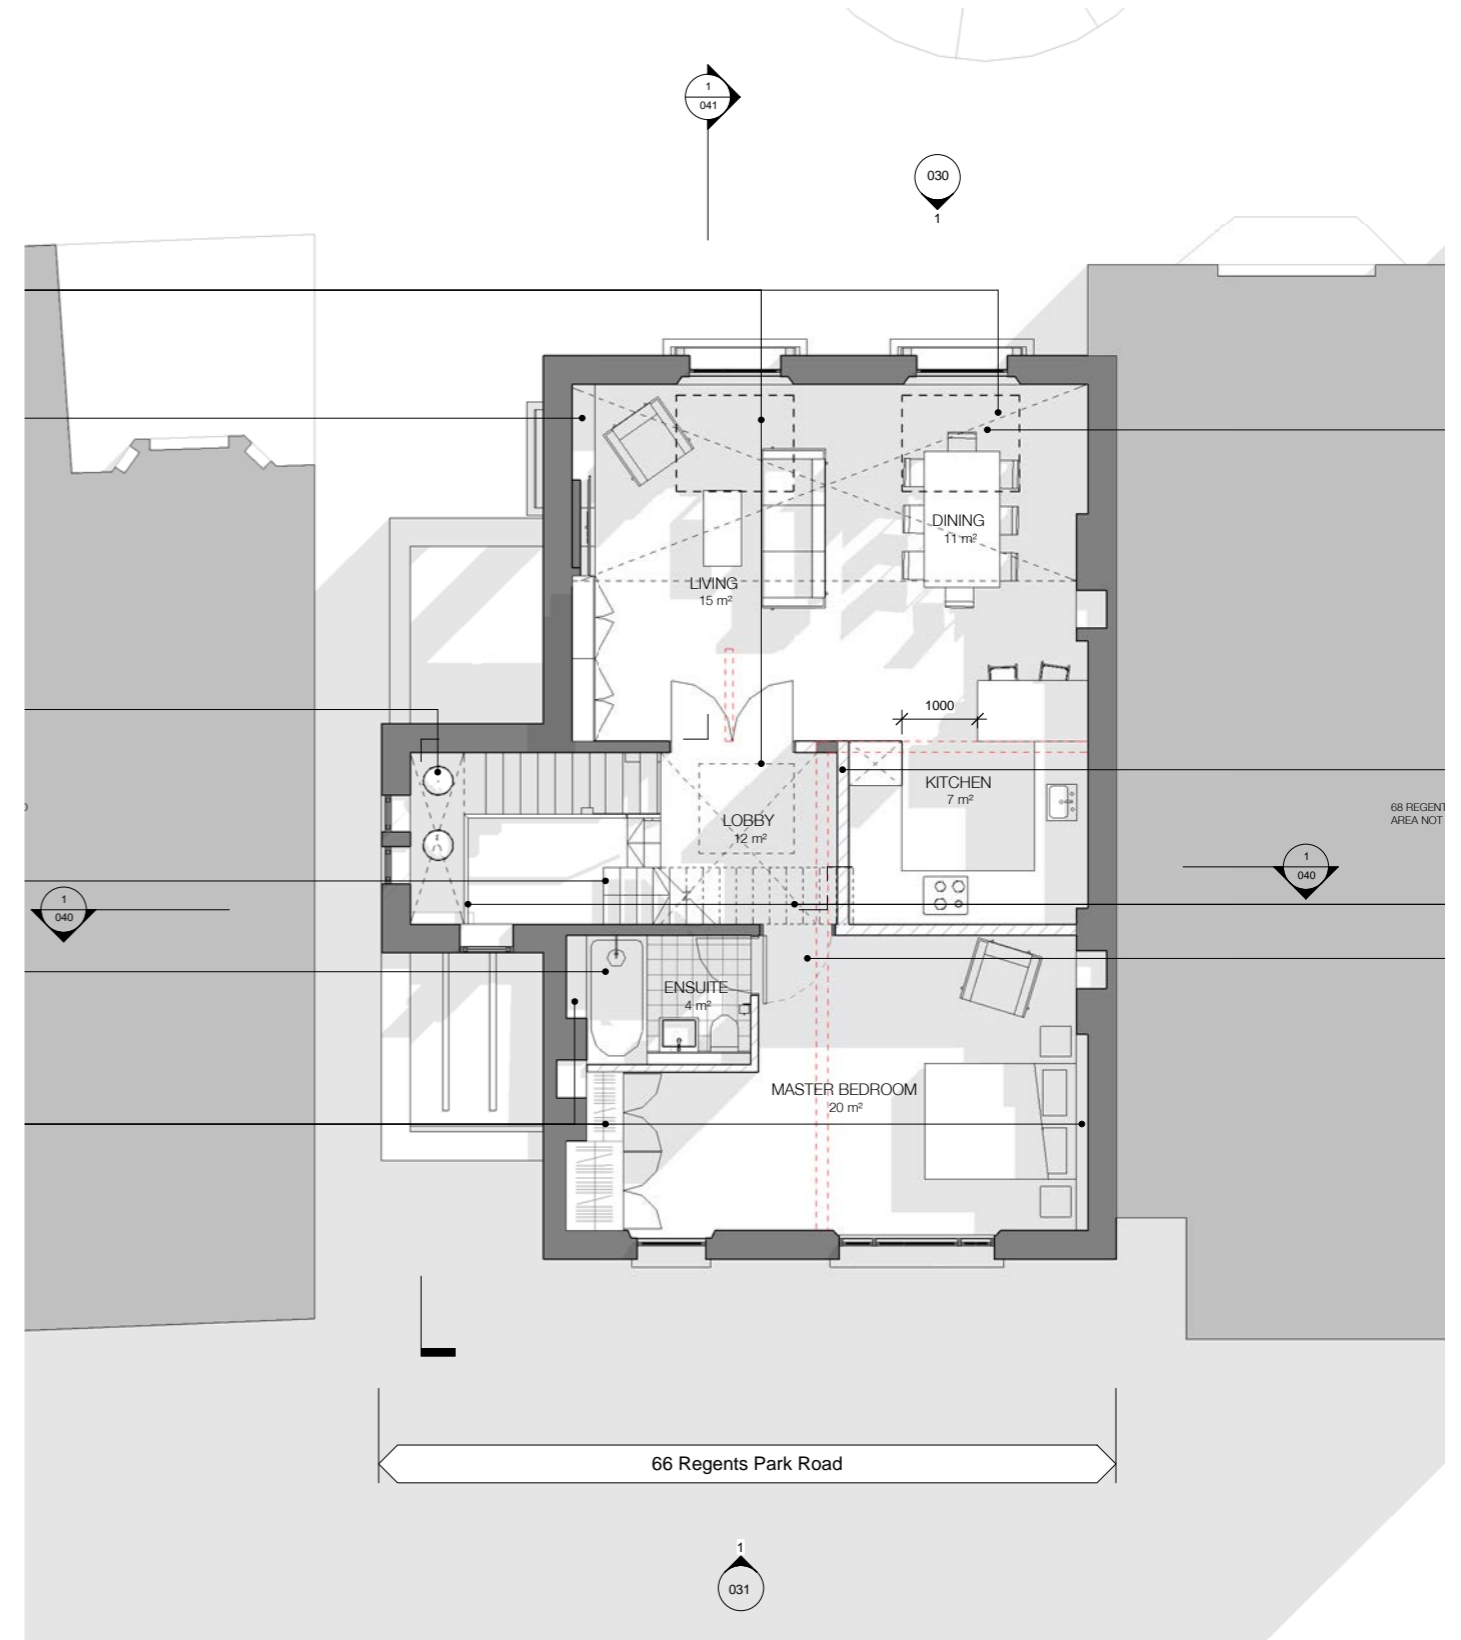 1
041
030
1
DINING
11 m²
LIVING
15 m²
1000
KITCHEN
7 m²
LOBBY
12 m²
68 REGENT
AREA NOT
1
040
1
040
ENSUITE
4 m²
MASTER BEDROOM
20 m²
66 Regents Park Road
1
031